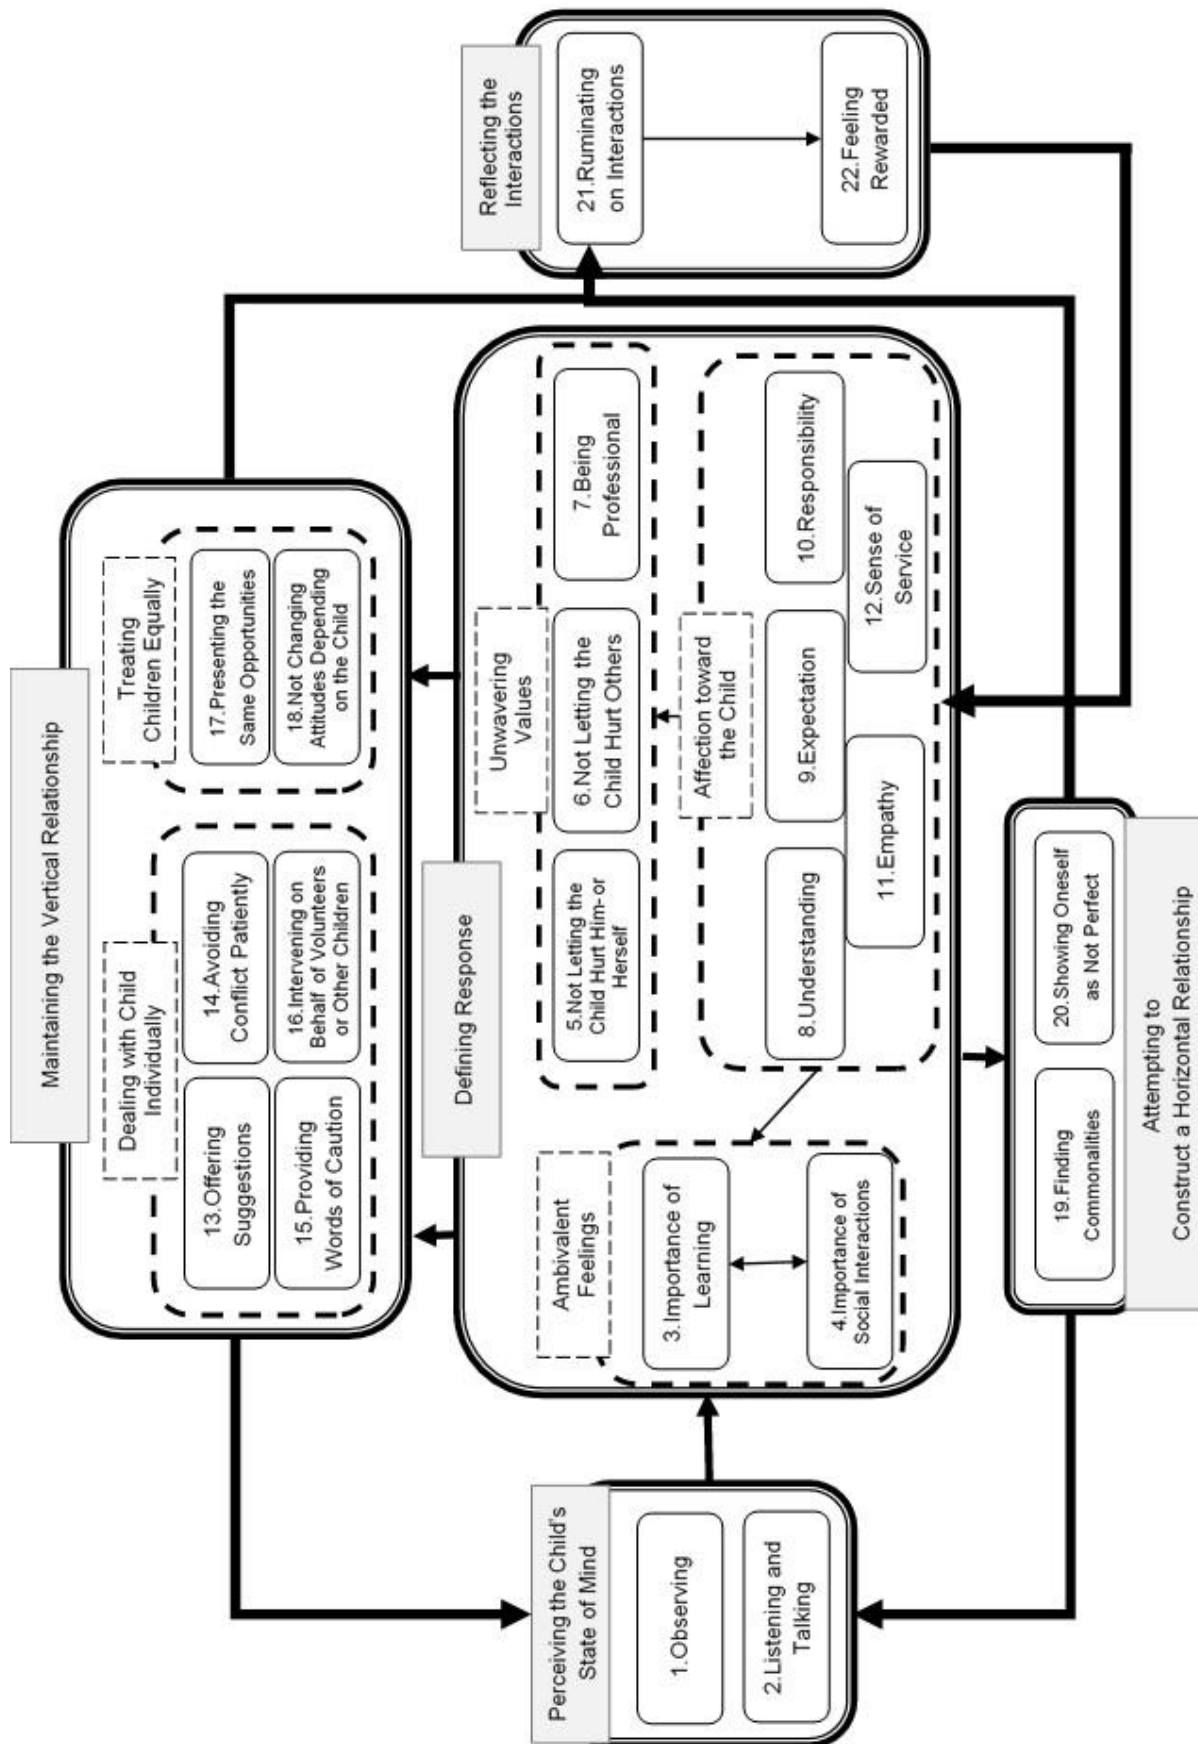 Maintaining the Vertical Relationship
Dealing with Child
Individually
13.Offering
Suggestions
14.Avoiding
Conflict Patiently
15.Providing
Words of Caution
16.Intervening on
Behalf of Volunteers
or Other Children
Treating
Children Equally
17.Presenting the
Same Opportunities
18.Not Changing
Attitudes Depending
on the Child
Perceiving the Child's
State of Mind
1.Observing
2.Listening and
Talking
Defining Response
Ambivalent
Feelings
3.Importance of
Learning
4.Importance of
Social Interactions
Unwavering
Values
5.Not Letting the
Child Hurt Him- or
Herself
6.Not Letting the
Child Hurt Others
7.Being
Professional
Affection toward
the Child
8.Understanding
9.Expectation
10.Responsibility
11.Empathy
12.Sense of
Service
Reflecting the
Interactions
21.Ruminating
on Interactions
22.Feeling
Rewarded
19.Finding
Commonalities
20.Showing Oneself
as Not Perfect
Attempting to
Construct a Horizontal Relationship